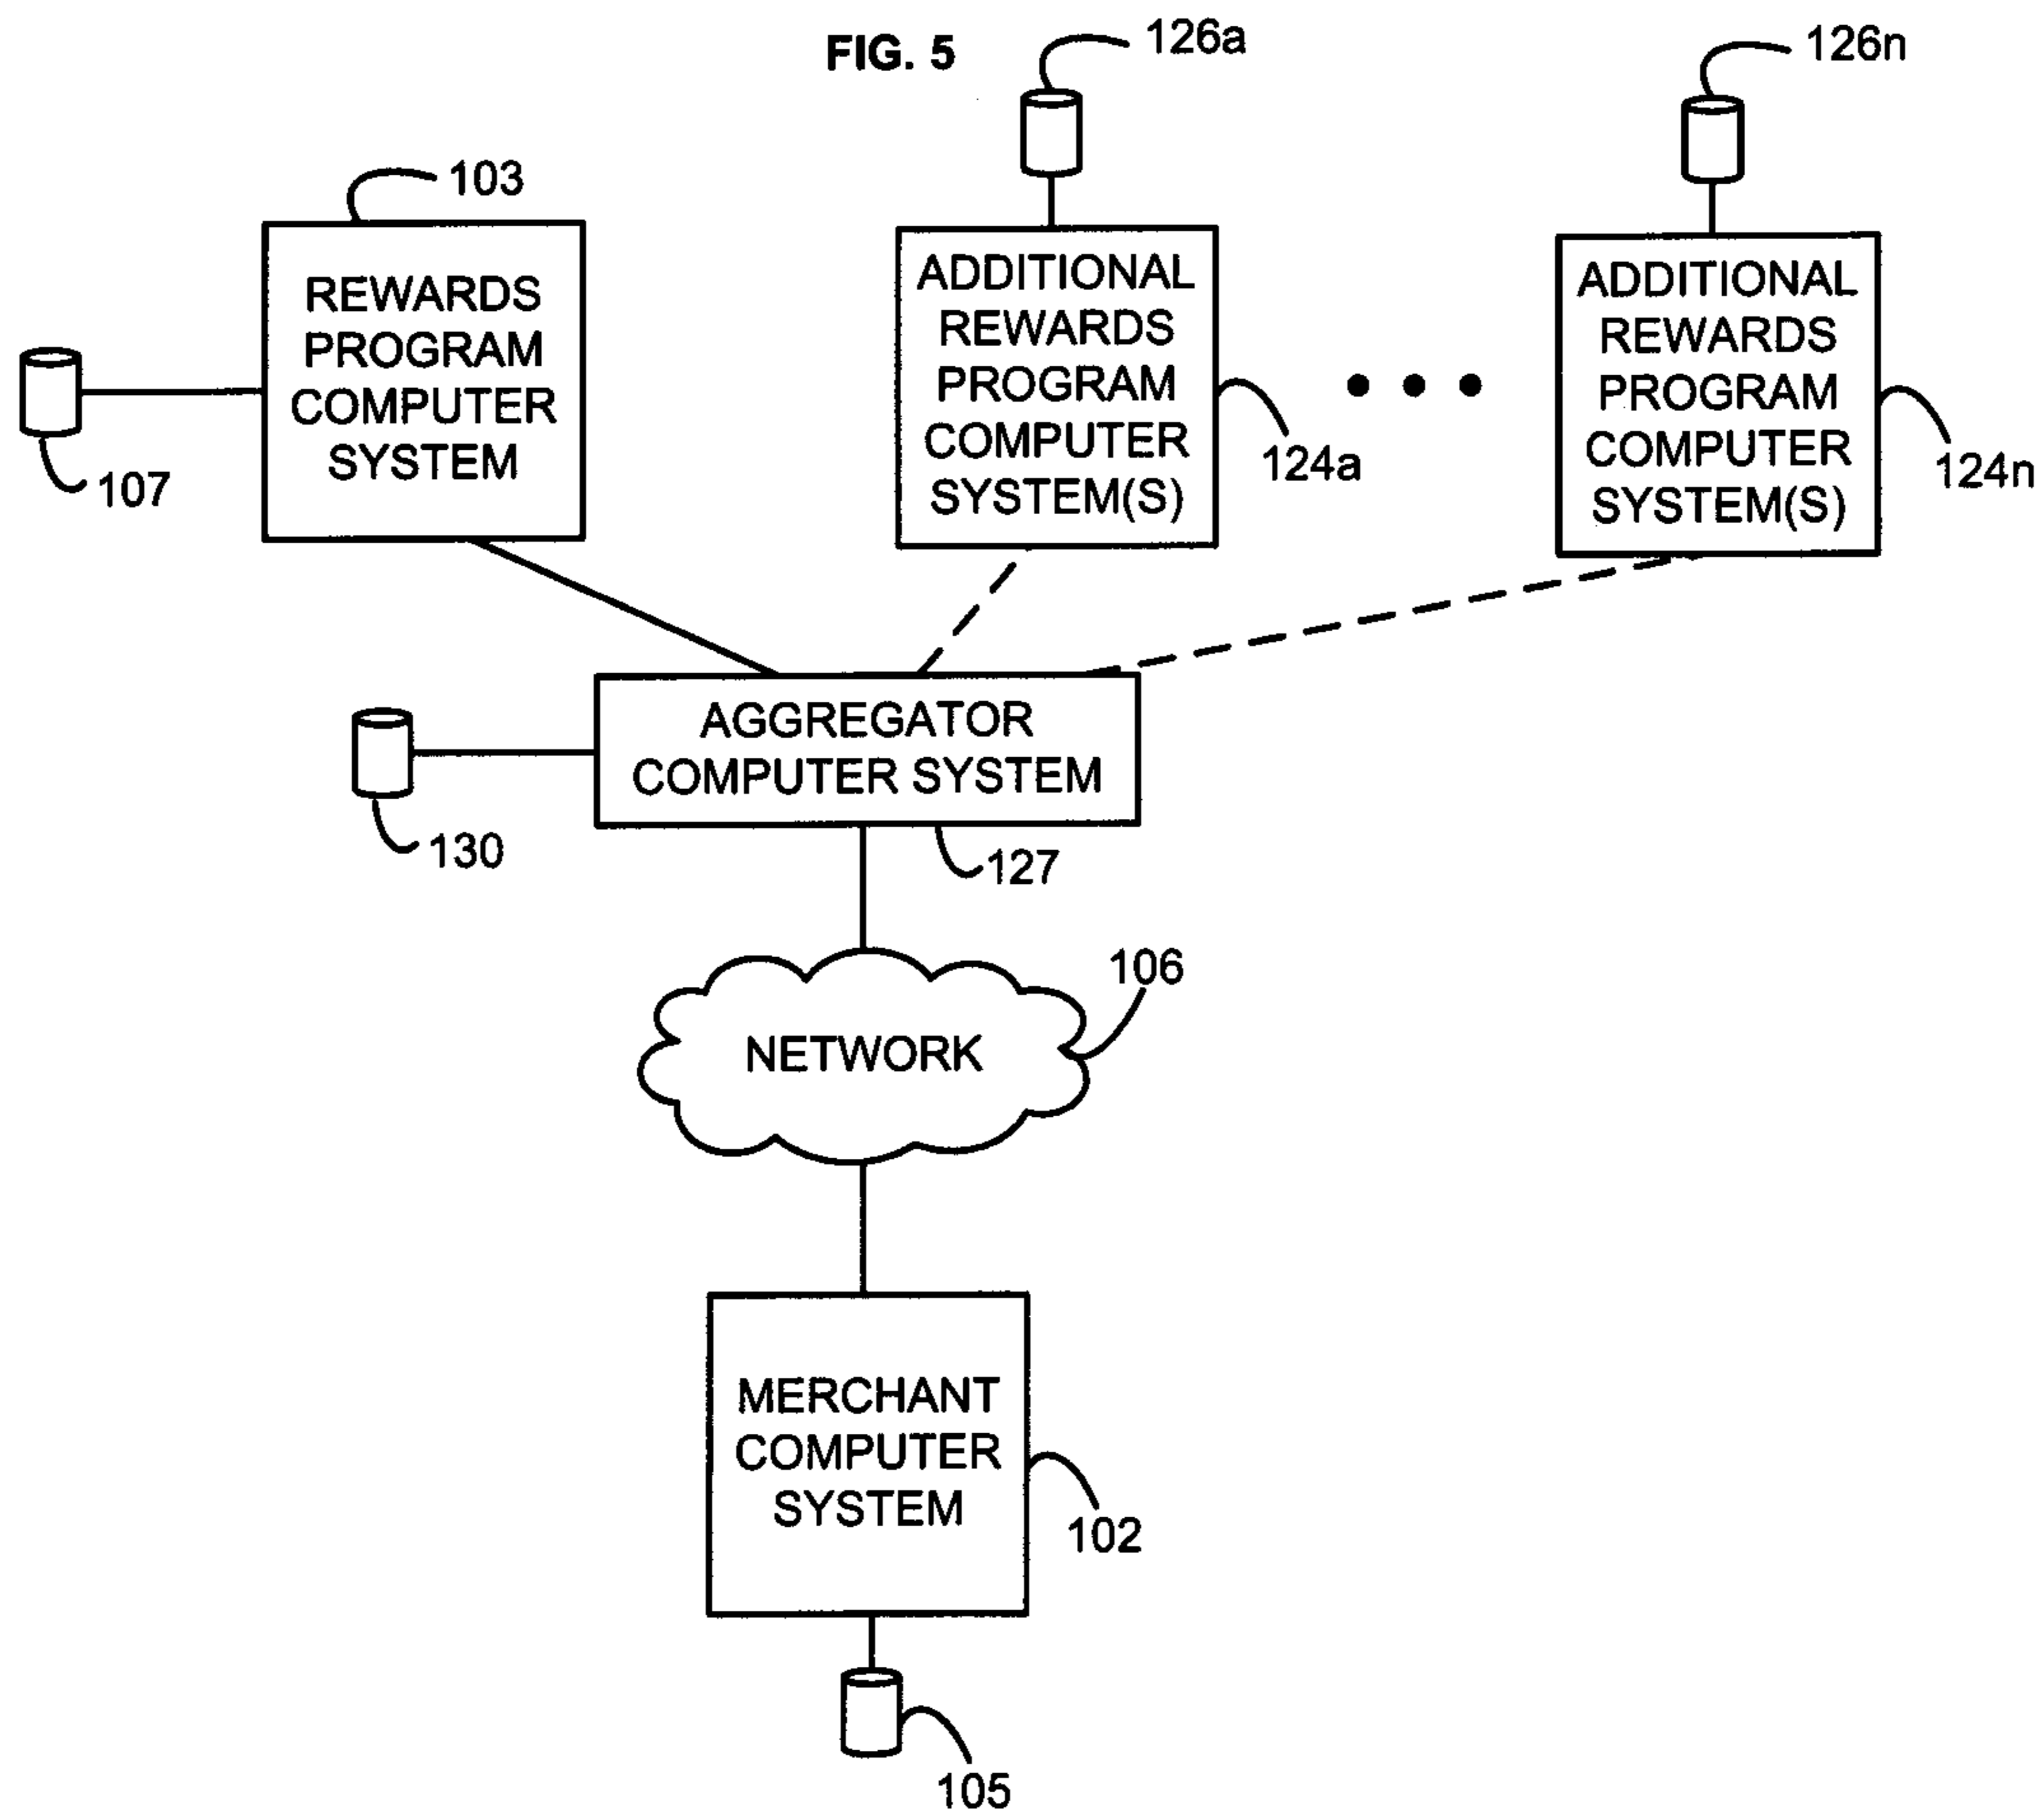 FIG. 5
126a
126n
103
REWARDS
PROGRAM
COMPUTER
SYSTEM
107
ADDITIONAL
REWARDS
PROGRAM
COMPUTER
SYSTEM(S)
124a
ADDITIONAL
REWARDS
PROGRAM
COMPUTER
SYSTEM(S)
124n
AGGREGATOR
COMPUTER SYSTEM
130
127
106
NETWORK
MERCHANT
COMPUTER
SYSTEM
102
105